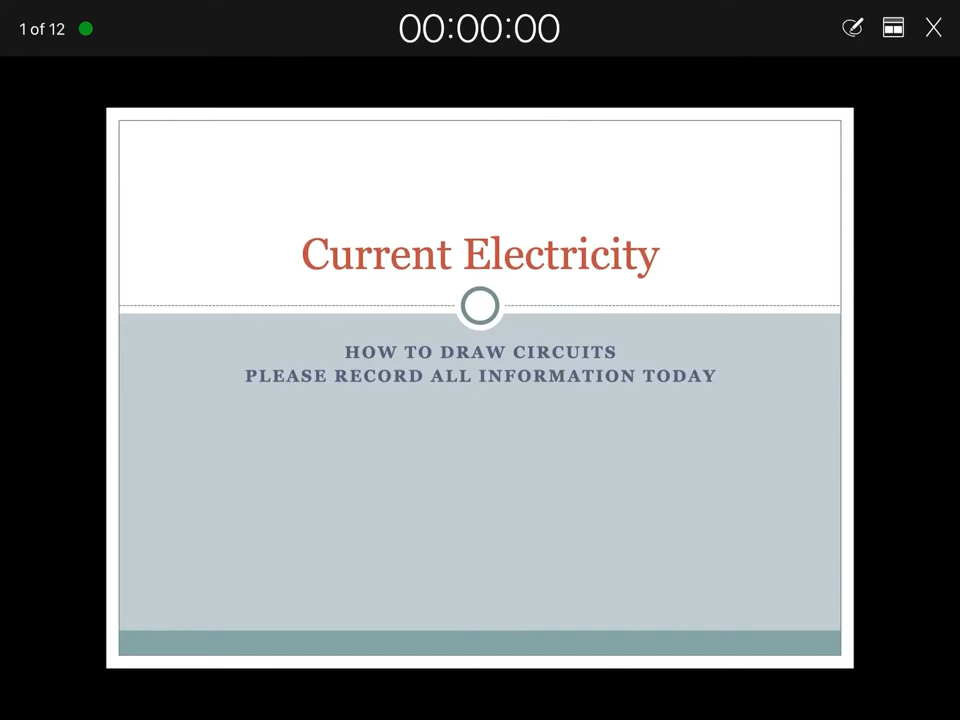 1 of 12
00:00:00
Current Electricity
HOW TO DRAW CIRCUITS
PLEASE RECORD ALL INFORMATION TODAY